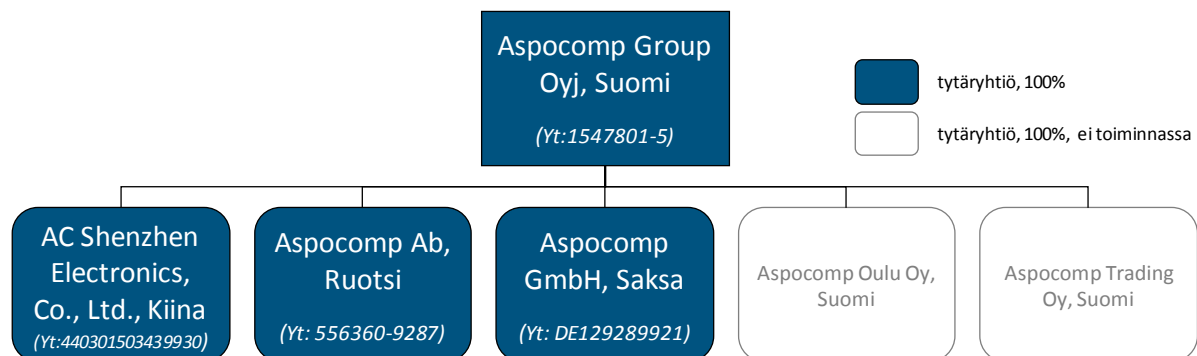 Aspocomp Group
Oyj, Suomi
(Yt:1547801-5)
tytäryhtiö, 100%
tytäryhtiö, 100%, ei toiminnassa
AC Shenzhen
Electronics,
Co., Ltd., Kiina
(Yt:440301503439930)
Aspocomp Ab,
Ruotsi
(Yt: 556360-9287)
Aspocomp
GmbH, Saksa
(Yt: DE129289921)
Aspocomp Oulu Oy,
Suomi
Aspocomp Trading
Oy, Suomi